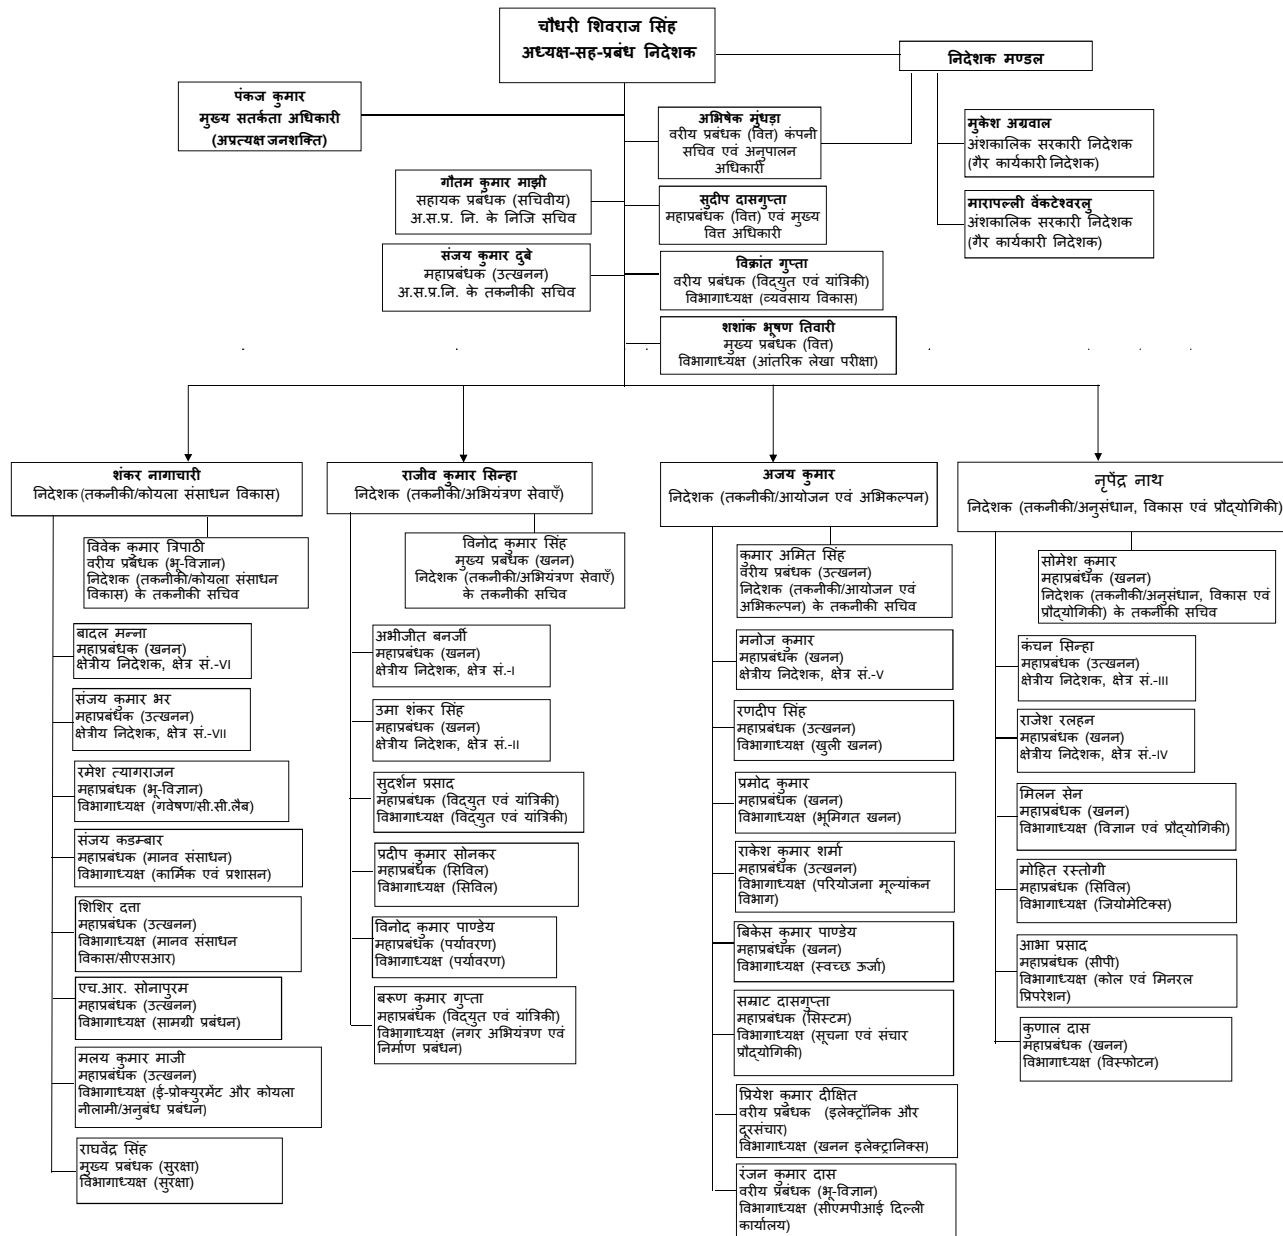 चौधरी शिवराज सिंह
अध्यक्ष-सह-प्रबंध निदेशक
निदेशक मण्डल
पंकज कुमार
मुख्य सतर्कता अधिकारी
(अप्रत्यक्ष जनशक्ति)
अभिषेक मुंधड़ा
वरीय प्रबंधक (वित्त) कंपनी
सचिव एवं अनुपालन
अधिकारी
मुकेश अग्रवाल
अंशकालिक सरकारी निदेशक
(गैर कार्यकारी निदेशक)
गौतम कुमार माझी
सहायक प्रबंधक (सचिवीय)
अ.स.प्र. नि. के निजि सचिव
सुदीप दासगुप्ता
महाप्रबंधक (वित्त) एवं मुख्य
वित्त अधिकारी
मारापल्ली वेंकटेश्वरलु
अंशकालिक सरकारी निदेशक
(गैर कार्यकारी निदेशक)
संजय कुमार दुबे
महाप्रबंधक (उत्खनन)
अ.स.प्र.नि. के तकनीकी सचिव
विक्रांत गुप्ता
वरीय प्रबंधक (विद्युत एवं यांत्रिकी)
विभागाध्यक्ष (व्यवसाय विकास)
शशांक भूषण तिवारी
मुख्य प्रबंधक (वित्त)
विभागाध्यक्ष (आंतरिक लेखा परीक्षा)
शंकर नागाचारी
निदेशक (तकनीकी/कोयला संसाधन विकास)
विवेक कुमार त्रिपाठी
वरीय प्रबंधक (भू-विज्ञान)
निदेशक (तकनीकी/कोयला संसाधन
विकास) के तकनीकी सचिव
बादल मन्ना
महाप्रबंधक (खनन)
क्षेत्रीय निदेशक, क्षेत्र सं.-VI
संजय कुमार भर
महाप्रबंधक (उत्खनन)
क्षेत्रीय निदेशक, क्षेत्र सं.-VII
रमेश त्यागराजन
महाप्रबंधक (भू-विज्ञान)
विभागाध्यक्ष (गवेषण/सी.सी.लैब)
संजय कडम्बार
महाप्रबंधक (मानव संसाधन)
विभागाध्यक्ष (कार्मिक एवं प्रशासन)
शिशिर दत्ता
महाप्रबंधक (उत्खनन)
विभागाध्यक्ष (मानव संसाधन
विकास/सीएसआर)
एच.आर. सोनापुरम
महाप्रबंधक (उत्खनन)
विभागाध्यक्ष (सामग्री प्रबंधन)
मलय कुमार माजी
महाप्रबंधक (उत्खनन)
विभागाध्यक्ष (ई-प्रोक्युरमेंट और कोयला
नीलामी/अनुबंध प्रबंधन)
राघवेंद्र सिंह
मुख्य प्रबंधक (सुरक्षा)
विभागाध्यक्ष (सुरक्षा)
राजीव कुमार सिन्हा
निदेशक (तकनीकी/अभियंत्रण सेवाएँ)
विनोद कुमार सिंह
मुख्य प्रबंधक (खनन)
निदेशक (तकनीकी/अभियंत्रण सेवाएँ)
के तकनीकी सचिव
अभीजीत बनर्जी
महाप्रबंधक (खनन)
क्षेत्रीय निदेशक, क्षेत्र सं.-I
उमा शंकर सिंह
महाप्रबंधक (खनन)
क्षेत्रीय निदेशक, क्षेत्र सं.-II
सुदर्शन प्रसाद
महाप्रबंधक (विद्युत एवं यांत्रिकी)
विभागाध्यक्ष (विद्युत एवं यांत्रिकी)
प्रदीप कुमार सोनकर
महाप्रबंधक (सिविल)
विभागाध्यक्ष (सिविल)
विनोद कुमार पाण्डेय
महाप्रबंधक (पर्यावरण)
विभागाध्यक्ष (पर्यावरण)
बरूण कुमार गुप्ता
महाप्रबंधक (विद्युत एवं यांत्रिकी)
विभागाध्यक्ष (नगर अभियंत्रण एवं
निर्माण प्रबंधन)
अजय कुमार
निदेशक (तकनीकी/आयोजन एवं अभिकल्पन)
कुमार अमित सिंह
वरीय प्रबंधक (उत्खनन)
निदेशक (तकनीकी/आयोजन एवं
अभिकल्पन) के तकनीकी सचिव
मनोज कुमार
महाप्रबंधक (खनन)
क्षेत्रीय निदेशक, क्षेत्र सं.-V
रणदीप सिंह
महाप्रबंधक (उत्खनन)
विभागाध्यक्ष (खुली खनन)
प्रमोद कुमार
महाप्रबंधक (खनन)
विभागाध्यक्ष (भूमिगत खनन)
राकेश कुमार शर्मा
महाप्रबंधक (उत्खनन)
विभागाध्यक्ष (परियोजना मूल्यांकन
विभाग)
बिकेस कुमार पाण्डेय
महाप्रबंधक (खनन)
विभागाध्यक्ष (स्वच्छ ऊर्जा)
सम्राट दासगुप्ता
महाप्रबंधक (सिस्टम)
विभागाध्यक्ष (सूचना एवं संचार
प्रौद्योगिकी)
प्रियेश कुमार दीक्षित
वरीय प्रबंधक (इलेक्ट्रॉनिक और
दूरसंचार)
विभागाध्यक्ष (खनन इलेक्ट्रानिक्स)
रंजन कुमार दास
वरीय प्रबंधक (भू-विज्ञान)
विभागाध्यक्ष (सीएमपीआई दिल्ली
कार्यालय)
नृपेंद्र नाथ
निदेशक (तकनीकी/अनुसंधान, विकास एवं प्रौद्योगिकी)
सोमेश कुमार
महाप्रबंधक (खनन)
निदेशक (तकनीकी/अनुसंधान, विकास एवं
प्रौद्योगिकी) के तकनीकी सचिव
कंचन सिन्हा
महाप्रबंधक (उत्खनन)
क्षेत्रीय निदेशक, क्षेत्र सं.-III
राजेश रलहन
महाप्रबंधक (खनन)
क्षेत्रीय निदेशक, क्षेत्र सं.-IV
मिलन सेन
महाप्रबंधक (खनन)
विभागाध्यक्ष (विज्ञान एवं प्रौद्योगिकी)
मोहित रस्तोगी
महाप्रबंधक (सिविल)
विभागाध्यक्ष (जियोमेटिक्स)
आभा प्रसाद
महाप्रबंधक (सीपी)
विभागाध्यक्ष (कोल एवं मिनरल
प्रिपरेशन)
कुणाल दास
महाप्रबंधक (खनन)
विभागाध्यक्ष (विस्फोटन)